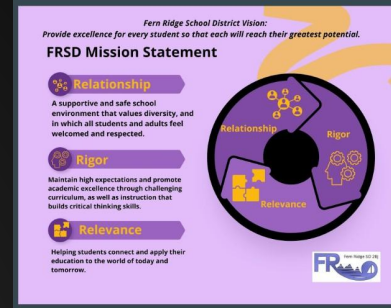 Fern Ridge School District Vision:
Provide excellence for every student so that each will reach their greatest potential.
FRSD Mission Statement
Relationship
A supportive and safe school
environment that values diversity, and
in which all students and adults feel
welcomed and respected.
Rigor
Maintain high expectations and promote
academic excellence through challenging
curriculum, as well as instruction that
builds critical thinking skills.
Relevance
Helping students connect and apply their
education to the world of today and
tomorrow.
Relationship
Rigor
Relevance
Fern Ridge SD 28J
FR